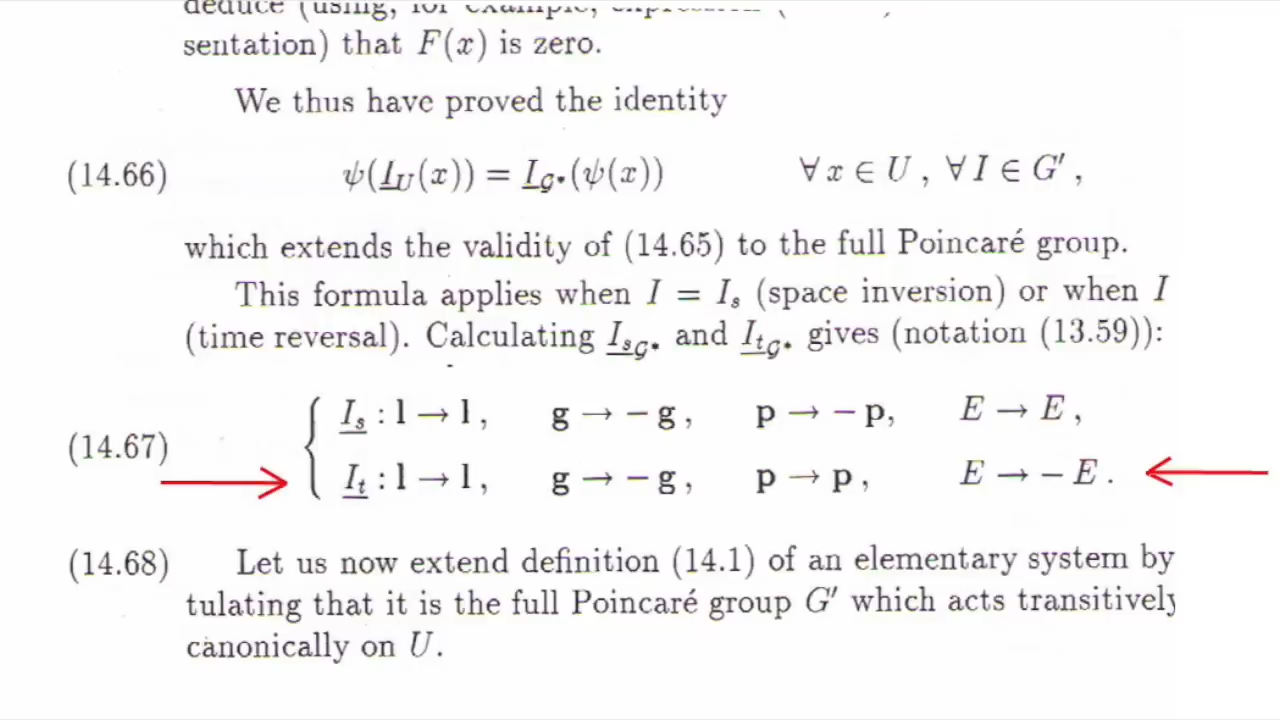 sentation) that F(x) is zero.
We thus have proved the identity
(14.66) ψ(I_U(x)) = I_𝒢*(ψ(x)) ∀ x ∈ U , ∀ I ∈ G′ ,
which extends the validity of (14.65) to the full Poincaré group.
This formula applies when I = I_s (space inversion) or when I
(time reversal). Calculating I_s𝒢* and I_t𝒢* gives (notation (13.59)):
(14.67) { I_s : l → l , g → − g , p → − p, E → E ,
I_t : l → l , g → − g , p → p , E → − E .
(14.68) Let us now extend definition (14.1) of an elementary system by
tulating that it is the full Poincaré group G′ which acts transitively
canonically on U.